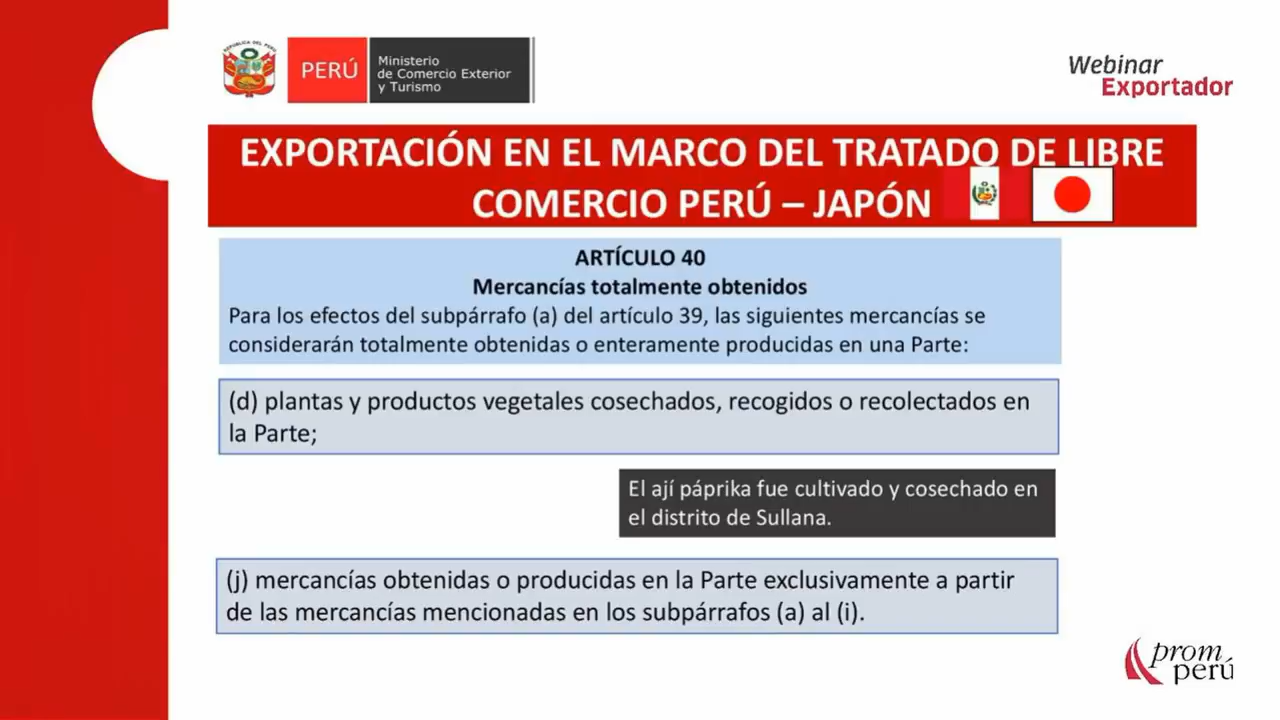 REPÚBLICA DEL PERÚ
PERÚ
Ministerio
de Comercio Exterior
y Turismo
Webinar
Exportador
EXPORTACIÓN EN EL MARCO DEL TRATADO DE LIBRE
COMERCIO PERÚ – JAPÓN
ARTÍCULO 40
Mercancías totalmente obtenidos
Para los efectos del subpárrafo (a) del artículo 39, las siguientes mercancías se
considerarán totalmente obtenidas o enteramente producidas en una Parte:
(d) plantas y productos vegetales cosechados, recogidos o recolectados en
la Parte;
El ají páprika fue cultivado y cosechado en
el distrito de Sullana.
(j) mercancías obtenidas o producidas en la Parte exclusivamente a partir
de las mercancías mencionadas en los subpárrafos (a) al (i).
prom
perú